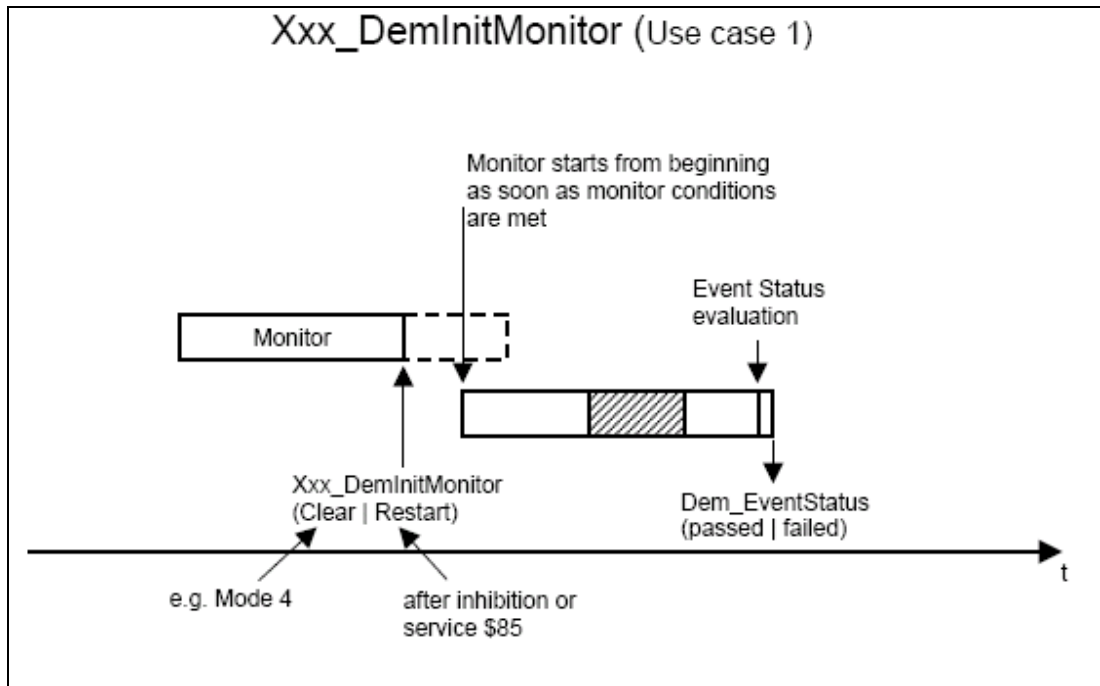 Xxx_DemInitMonitor (Use case 1)
Monitor starts from beginning
as soon as monitor conditions
are met
Event Status
evaluation
Monitor
Xxx_DemInitMonitor
(Clear | Restart)
Dem_EventStatus
(passed | failed)
t
e.g. Mode 4
after inhibition or
service $85